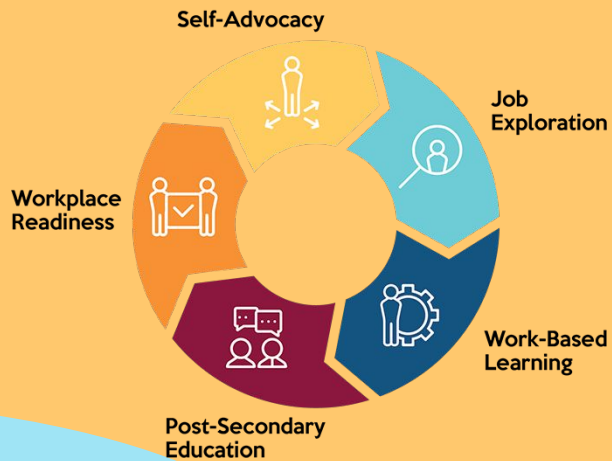 Self-Advocacy
Job
Exploration
Work-Based
Learning
Post-Secondary
Education
Workplace
Readiness